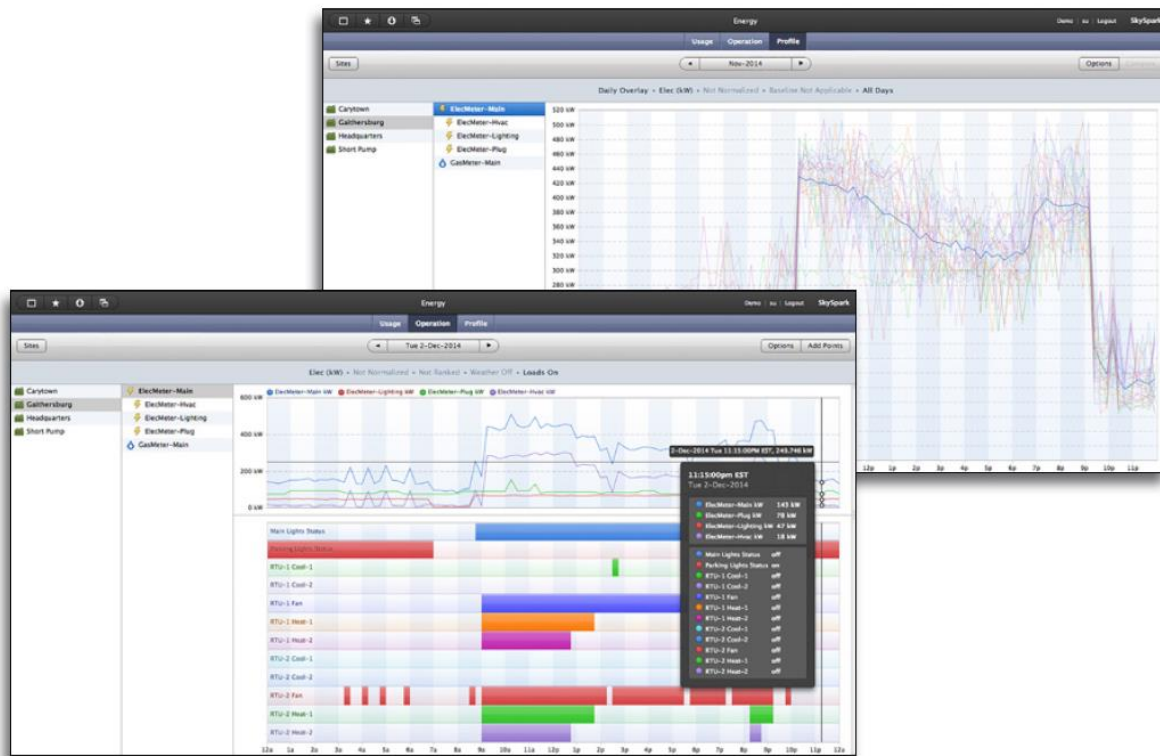 Energy
Demo | su | Logout SkySpark
Usage Operation Profile
Sites
Nov-2014
Options
Daily Overlay • Elec (kW) • Not Normalized • Baseline Not Applicable • All Days
Carytown
Gaithersburg
Headquarters
Short Pump
ElecMeter-Main
ElecMeter-Hvac
ElecMeter-Lighting
ElecMeter-Plug
GasMeter-Main
520 kW
500 kW
480 kW
460 kW
440 kW
420 kW
400 kW
380 kW
360 kW
340 kW
320 kW
300 kW
280 kW
12p 1p 2p 3p 4p 5p 6p 7p 8p 9p 10p 11p
Energy
Demo | su | Logout SkySpark
Usage Operation Profile
Sites
Tue 2-Dec-2014
Options Add Points
Elec (kW) • Not Normalized • Not Ranked • Weather Off • Loads On
Carytown
Gaithersburg
Headquarters
Short Pump
ElecMeter-Main
ElecMeter-Hvac
ElecMeter-Lighting
ElecMeter-Plug
GasMeter-Main
ElecMeter-Main kW ElecMeter-Lighting kW ElecMeter-Plug kW ElecMeter-Hvac kW
600 kW
400 kW
200 kW
0 kW
2-Dec-2014 Tue 11:15:00PM EST, 249.746 kW
11:15:00pm EST
Tue 2-Dec-2014
ElecMeter-Main kW 143 kW
ElecMeter-Plug kW 78 kW
ElecMeter-Lighting kW 47 kW
ElecMeter-Hvac kW 18 kW
Main Lights Status off
Parking Lights Status on
RTU-1 Cool-1 off
RTU-1 Cool-2 off
RTU-1 Fan off
RTU-1 Heat-1 off
RTU-1 Heat-2 off
RTU-2 Cool-1 off
RTU-2 Cool-2 off
RTU-2 Fan off
RTU-2 Heat-1 off
RTU-2 Heat-2 off
Main Lights Status
Parking Lights Status
RTU-1 Cool-1
RTU-1 Cool-2
RTU-1 Fan
RTU-1 Heat-1
RTU-1 Heat-2
RTU-2 Cool-1
RTU-2 Cool-2
RTU-2 Fan
RTU-2 Heat-1
RTU-2 Heat-2
12a 1a 2a 3a 4a 5a 6a 7a 8a 9a 10a 11a 12p 1p 2p 3p 4p 5p 6p 7p 8p 9p 10p 11p 12a